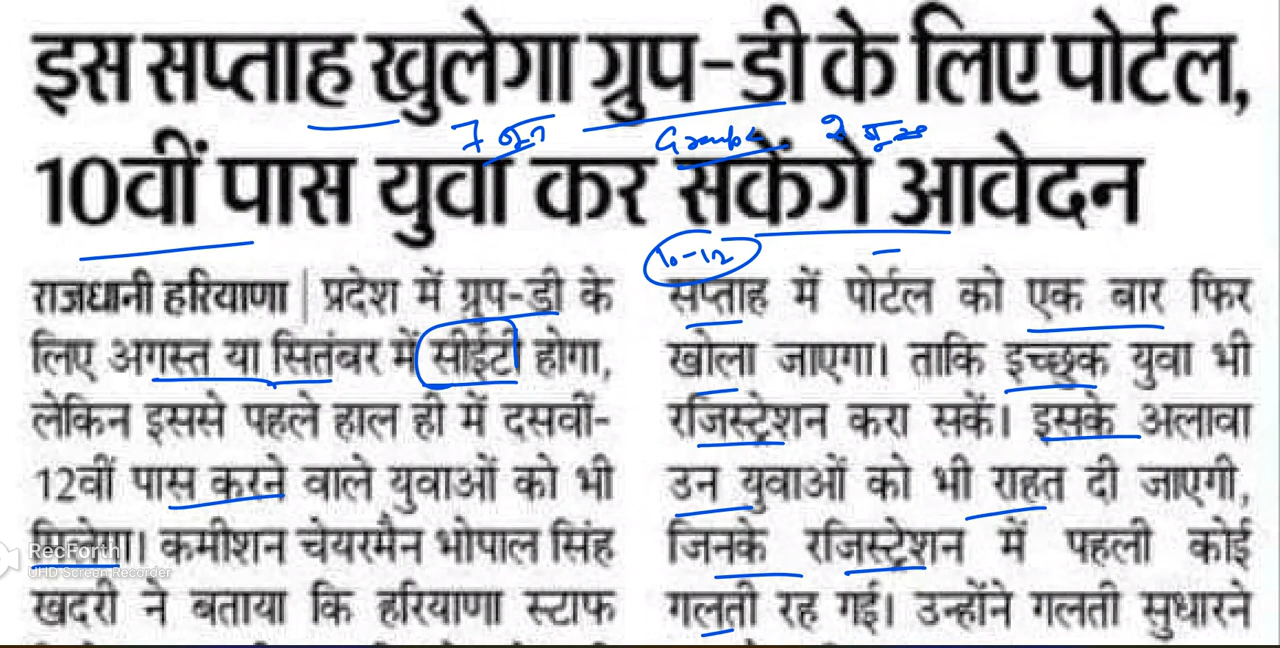 इस सप्ताह खुलेगा ग्रुप-डी के लिए पोर्टल,
7 जून
Group
10वीं पास युवा कर सकेंगे आवेदन
10-12
राजधानी हरियाणा | प्रदेश में ग्रुप-डी के
लिए अगस्त या सितंबर में सीईटी होगा,
लेकिन इससे पहले हाल ही में दसवीं-
12वीं पास करने वाले युवाओं को भी
मिलेगा। कमीशन चेयरमैन भोपाल सिंह
खदरी ने बताया कि हरियाणा स्टाफ
सप्ताह में पोर्टल को एक बार फिर
खोला जाएगा। ताकि इच्छुक युवा भी
रजिस्ट्रेशन करा सकें। इसके अलावा
उन युवाओं को भी राहत दी जाएगी,
जिनके रजिस्ट्रेशन में पहली कोई
गलती रह गई। उन्होंने गलती सुधारने
RecForth
UHD Screen Recorder